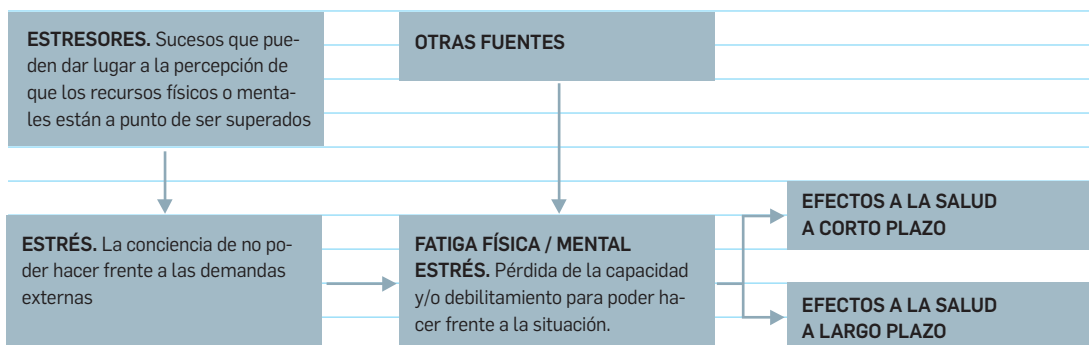 ESTRESORES. Sucesos que pue-
den dar lugar a la percepción de
que los recursos físicos o menta-
les están a punto de ser superados
OTRAS FUENTES
ESTRÉS. La conciencia de no po-
der hacer frente a las demandas
externas
FATIGA FÍSICA / MENTAL
ESTRÉS. Pérdida de la capacidad
y/o debilitamiento para poder ha-
cer frente a la situación.
EFECTOS A LA SALUD
A CORTO PLAZO
EFECTOS A LA SALUD
A LARGO PLAZO